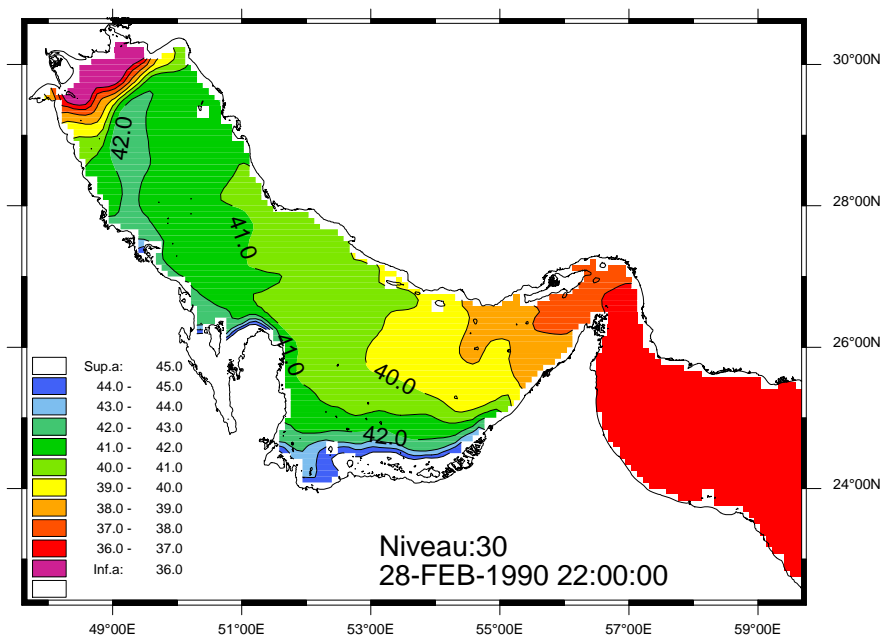 30°00N
42.0
28°00N
41.0
26°00N
41.0
40.0
42.0
24°00N
Sup.a: 45.0
44.0 - 45.0
43.0 - 44.0
42.0 - 43.0
41.0 - 42.0
40.0 - 41.0
39.0 - 40.0
38.0 - 39.0
37.0 - 38.0
36.0 - 37.0
Inf.a: 36.0
Niveau:30
28-FEB-1990 22:00:00
49°00E 51°00E 53°00E 55°00E 57°00E 59°00E